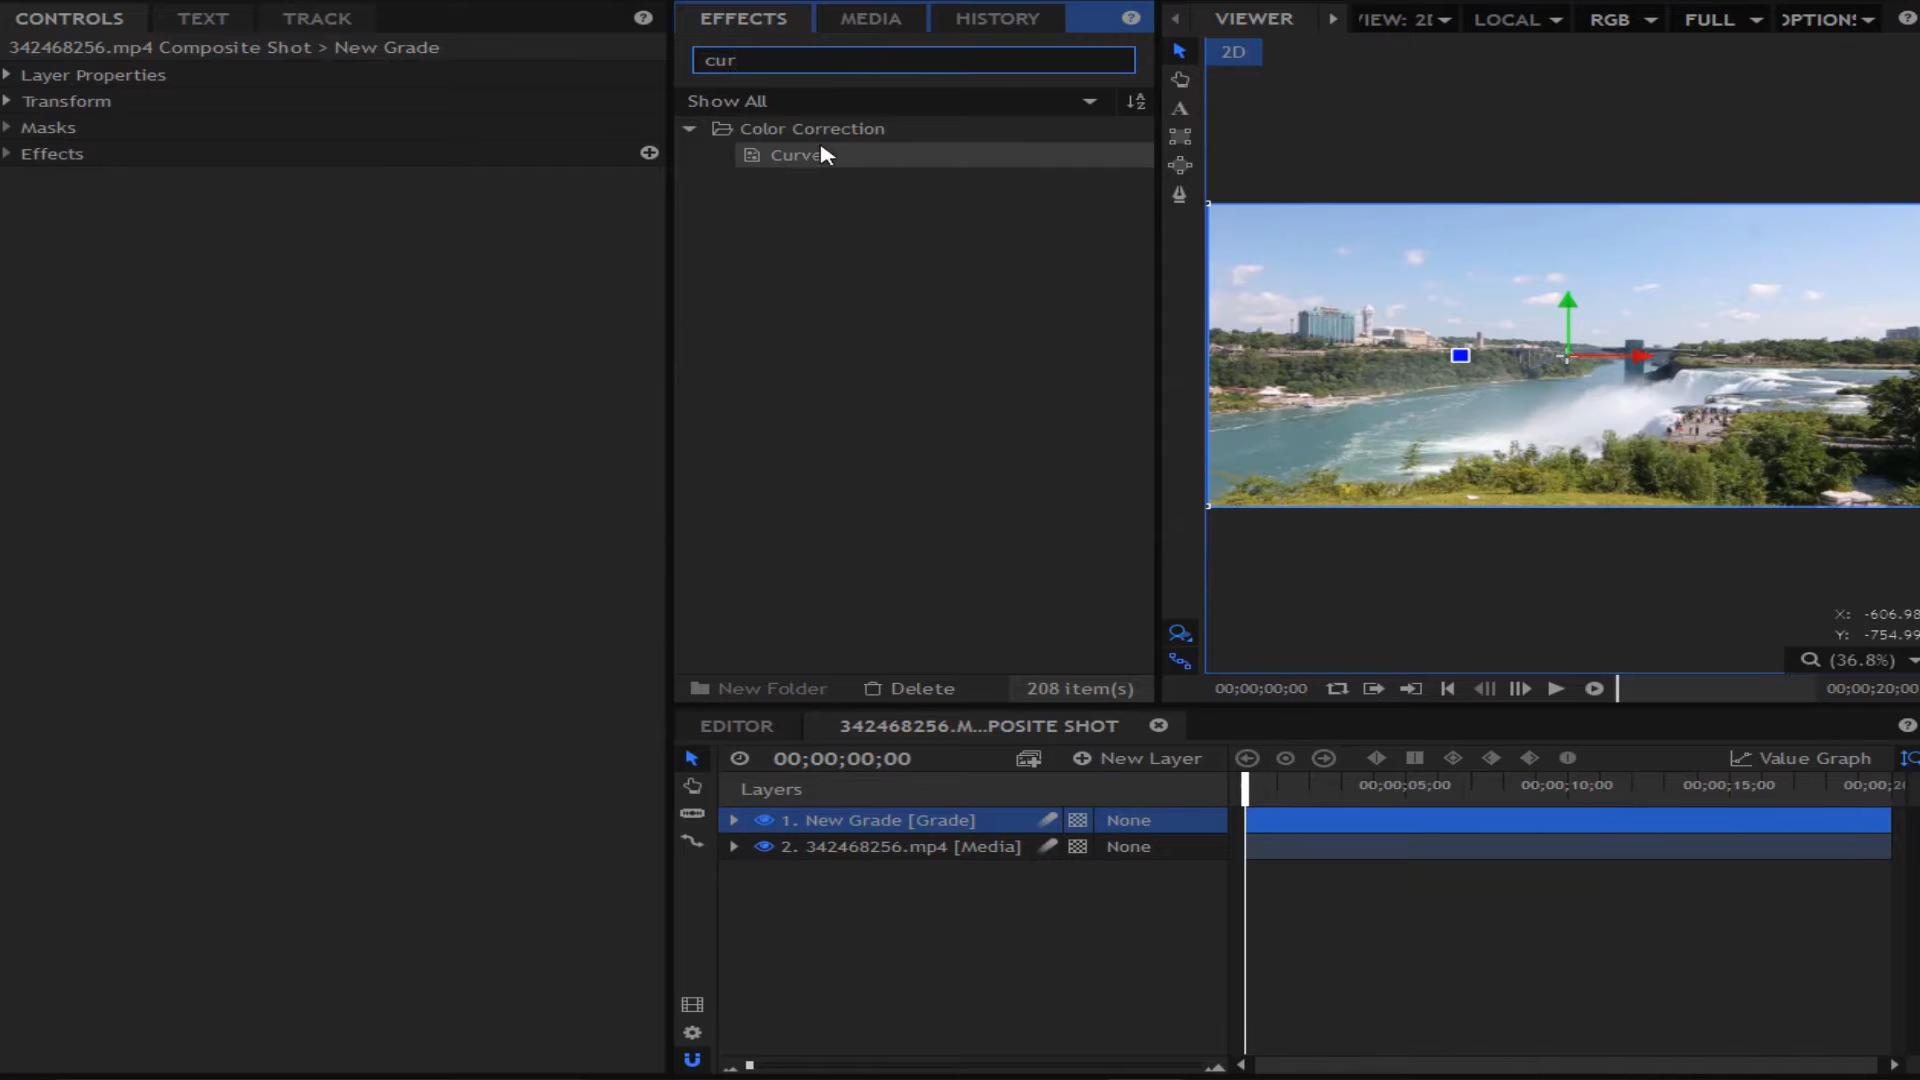 CONTROLS TEXT TRACK
342468256.mp4 Composite Shot > New Grade
Layer Properties
Transform
Masks
Effects
EFFECTS MEDIA HISTORY
cur
Show All
Color Correction
Curve
New Folder Delete 208 item(s)
VIEWER LOCAL RGB FULL
2D
X: -606.98
Y: -754.99
(36.8%)
00;00;00;00 00;00;20;00
EDITOR 342468256.M...POSITE SHOT
00;00;00;00 New Layer Value Graph
Layers 00;00;05;00 00;00;10;00 00;00;15;00
1. New Grade [Grade] None
2. 342468256.mp4 [Media] None